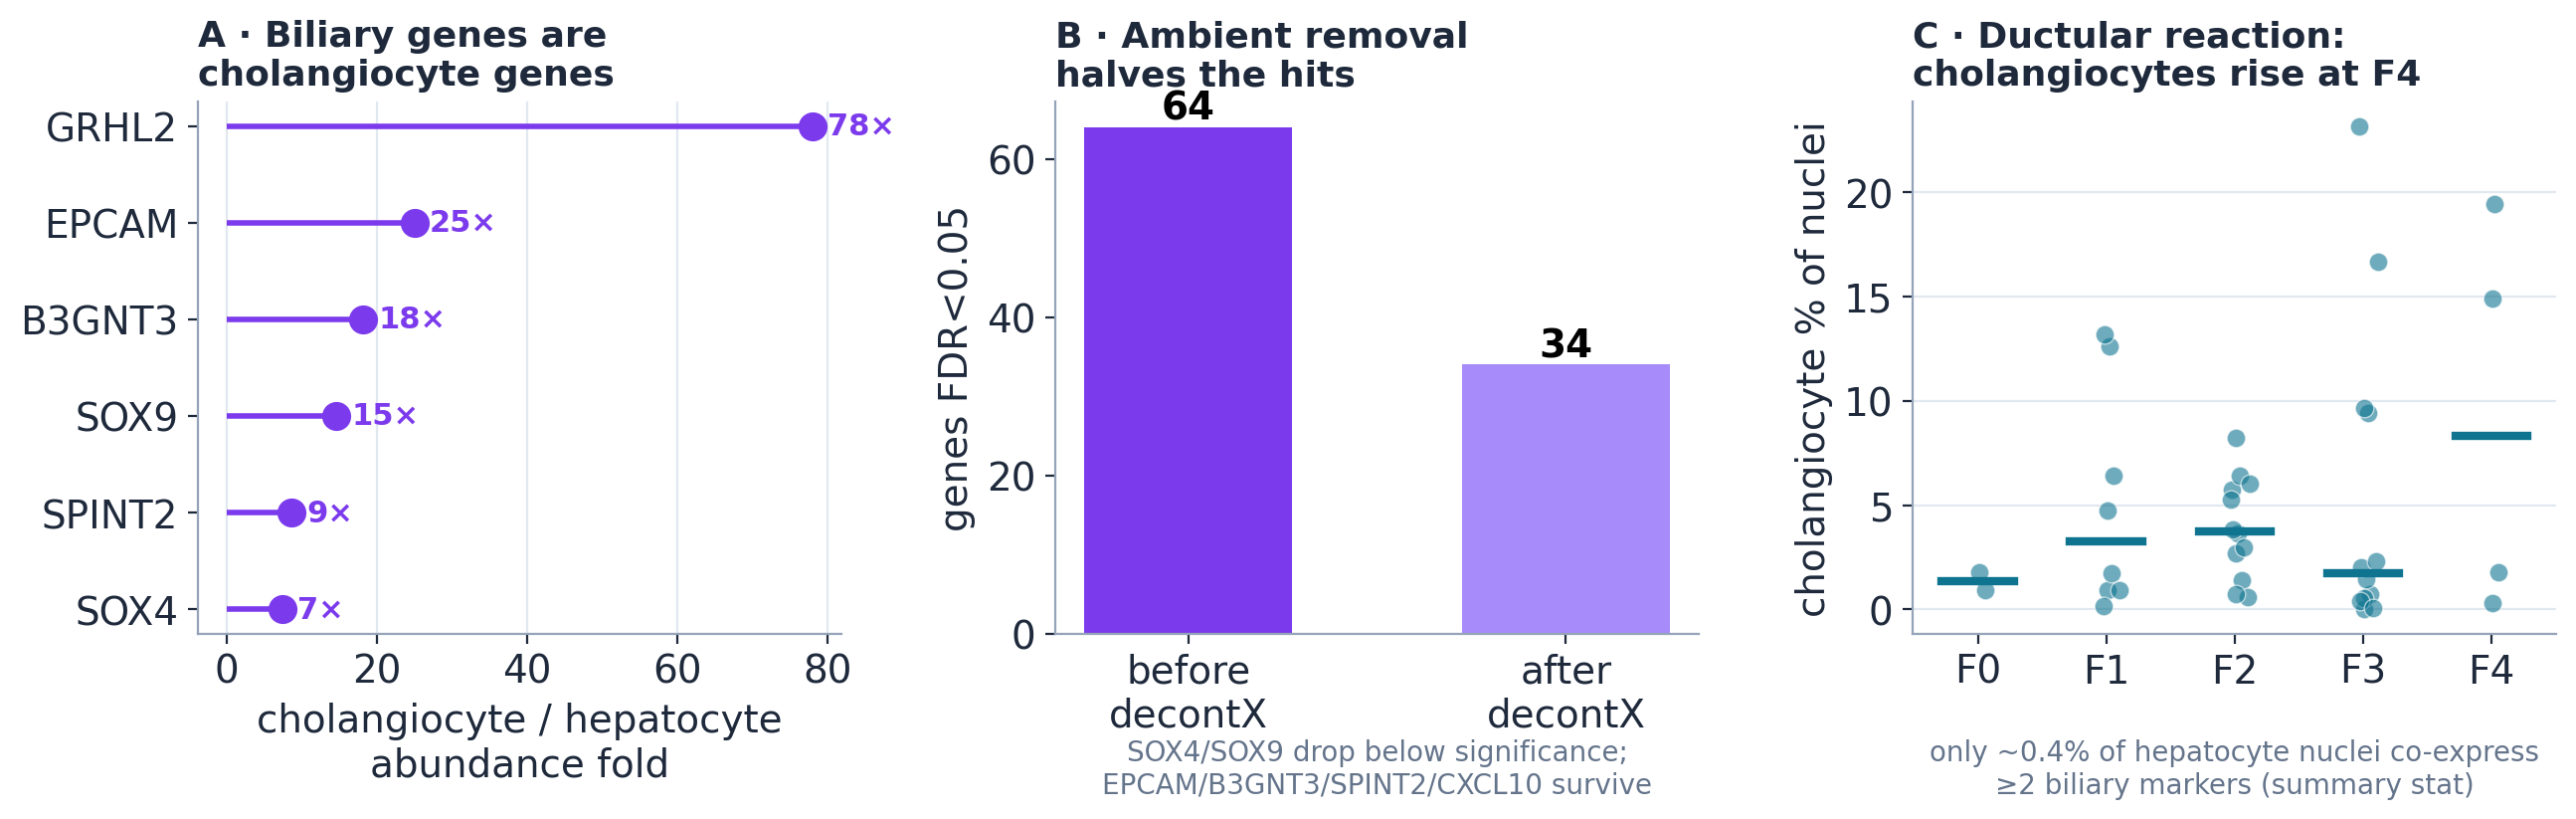 A · Biliary genes are
cholangiocyte genes
GRHL2
EPCAM
B3GNT3
SOX9
SPINT2
SOX4
78×
25×
18×
15×
9×
7×
0 20 40 60 80
cholangiocyte / hepatocyte
abundance fold
B · Ambient removal
halves the hits
genes FDR<0.05
60
40
20
0
64
34
before
decontX
after
decontX
SOX4/SOX9 drop below significance;
EPCAM/B3GNT3/SPINT2/CXCL10 survive
C · Ductular reaction:
cholangiocytes rise at F4
cholangiocyte % of nuclei
20
15
10
5
0
F0 F1 F2 F3 F4
only ~0.4% of hepatocyte nuclei co-express
≥2 biliary markers (summary stat)